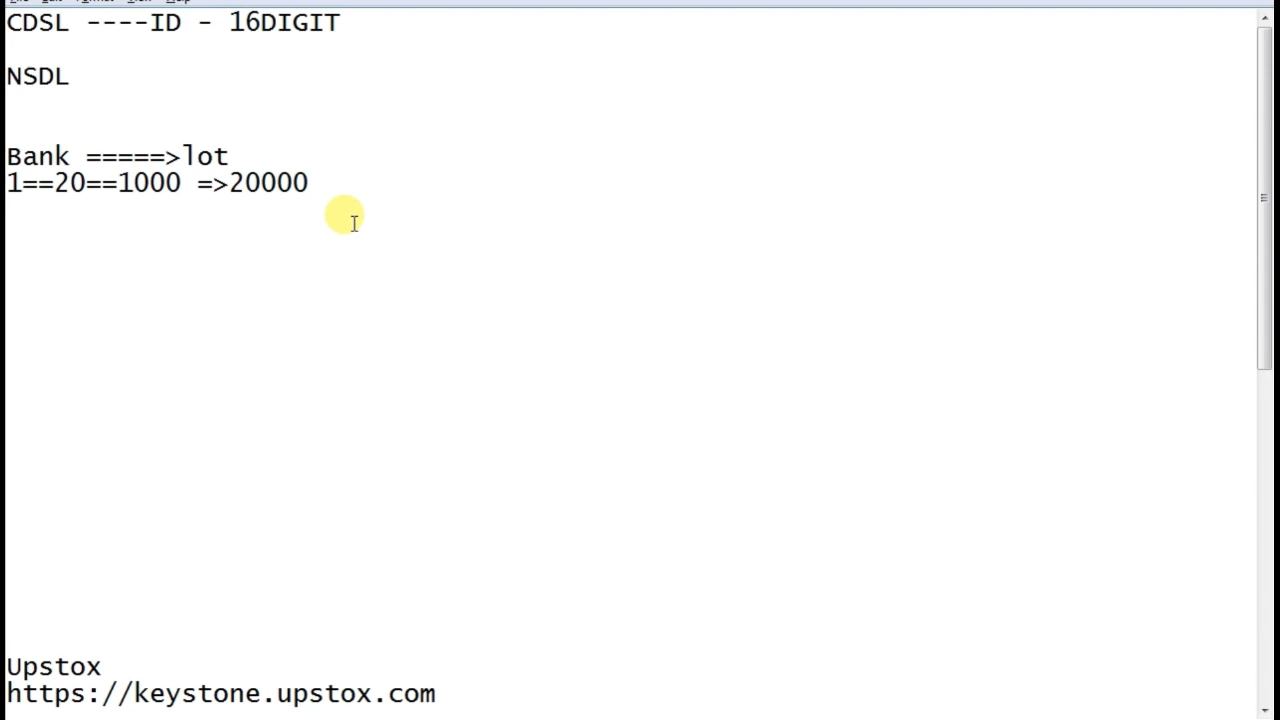 CDSL ----ID - 16DIGIT
NSDL
Bank =====>lot
1==20==1000 =>20000
Upstox
https://keystone.upstox.com